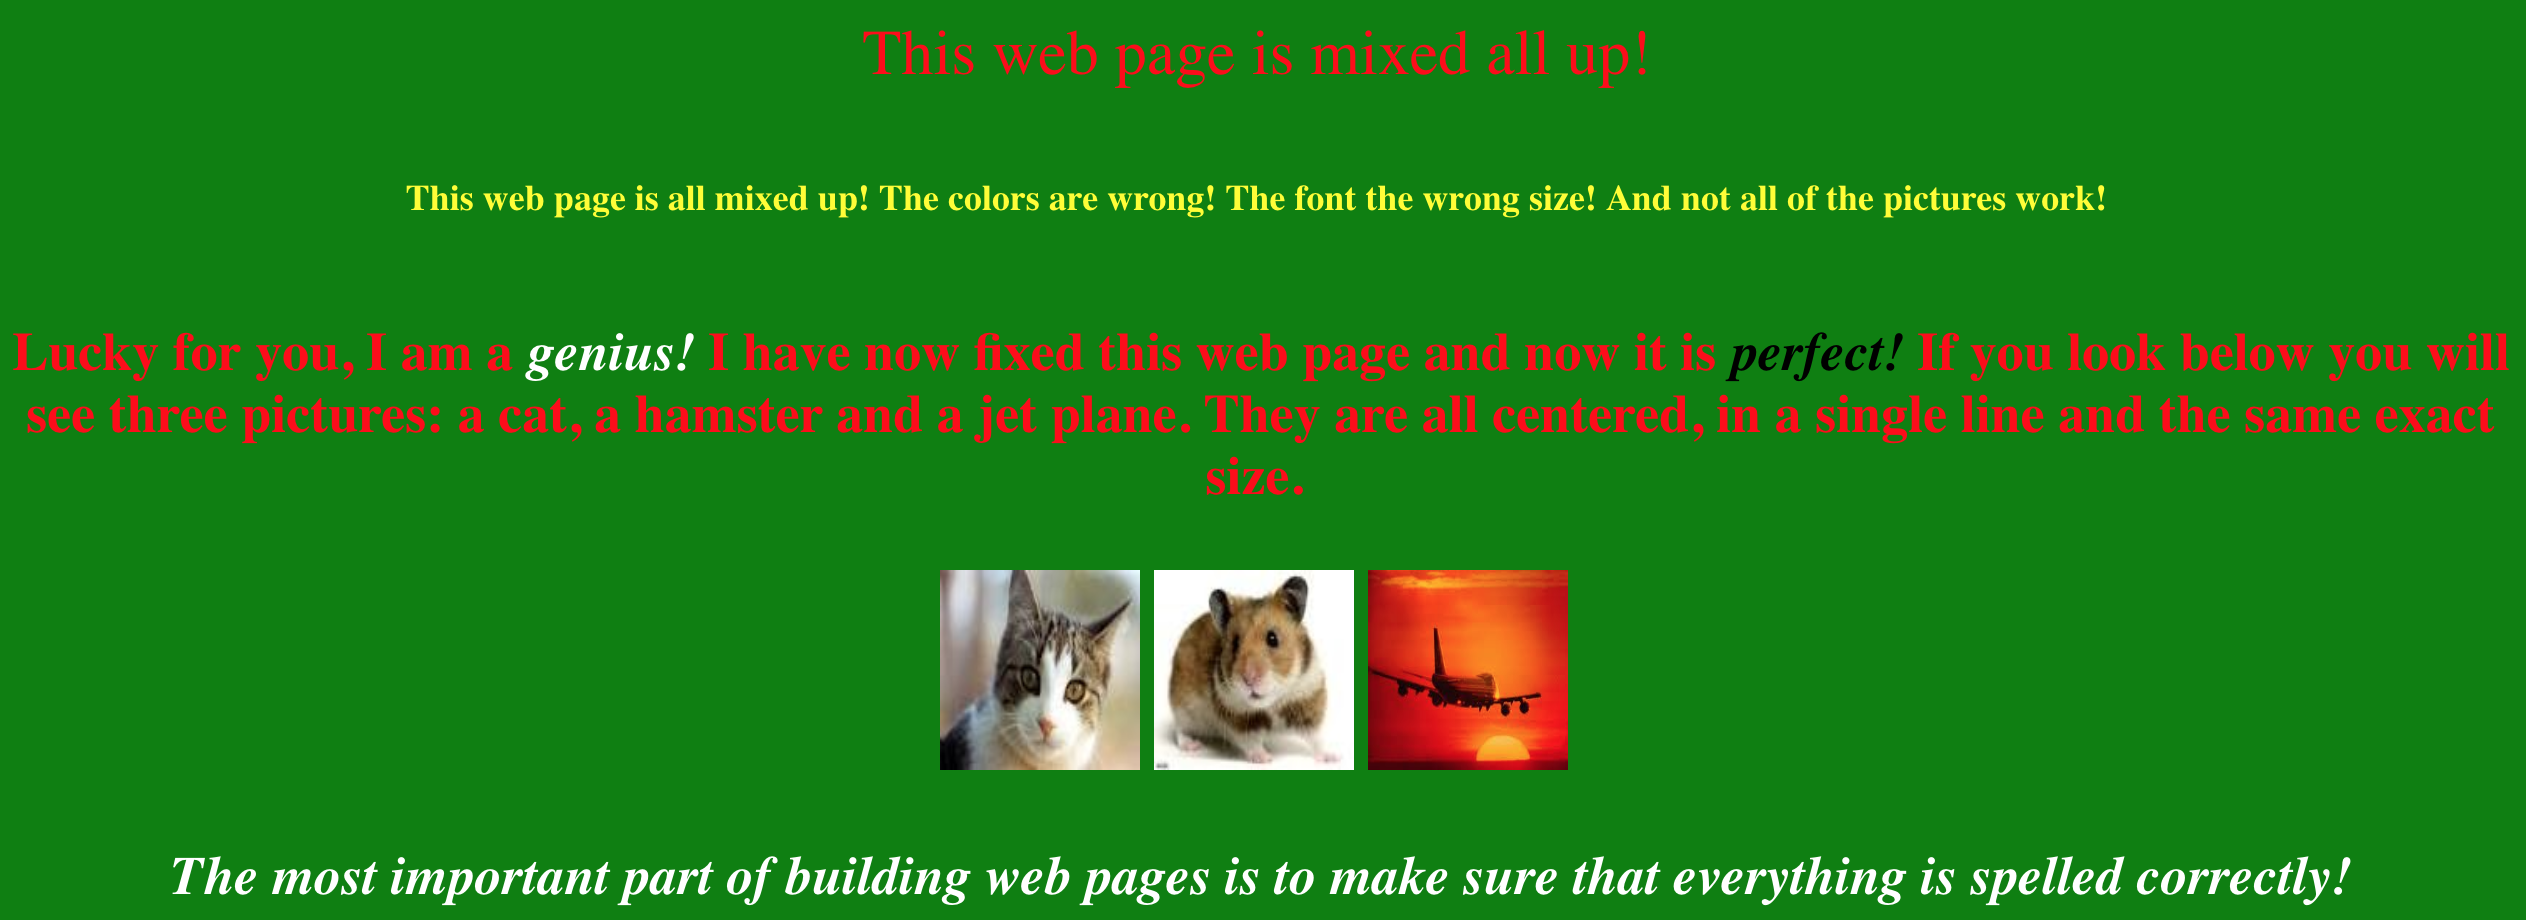 This web page is mixed all up!
This web page is all mixed up! The colors are wrong! The font the wrong size! And not all of the pictures work!
Lucky for you, I am a genius! I have now fixed this web page and now it is perfect! If you look below you will
see three pictures: a cat, a hamster and a jet plane. They are all centered, in a single line and the same exact
size.
The most important part of building web pages is to make sure that everything is spelled correctly!